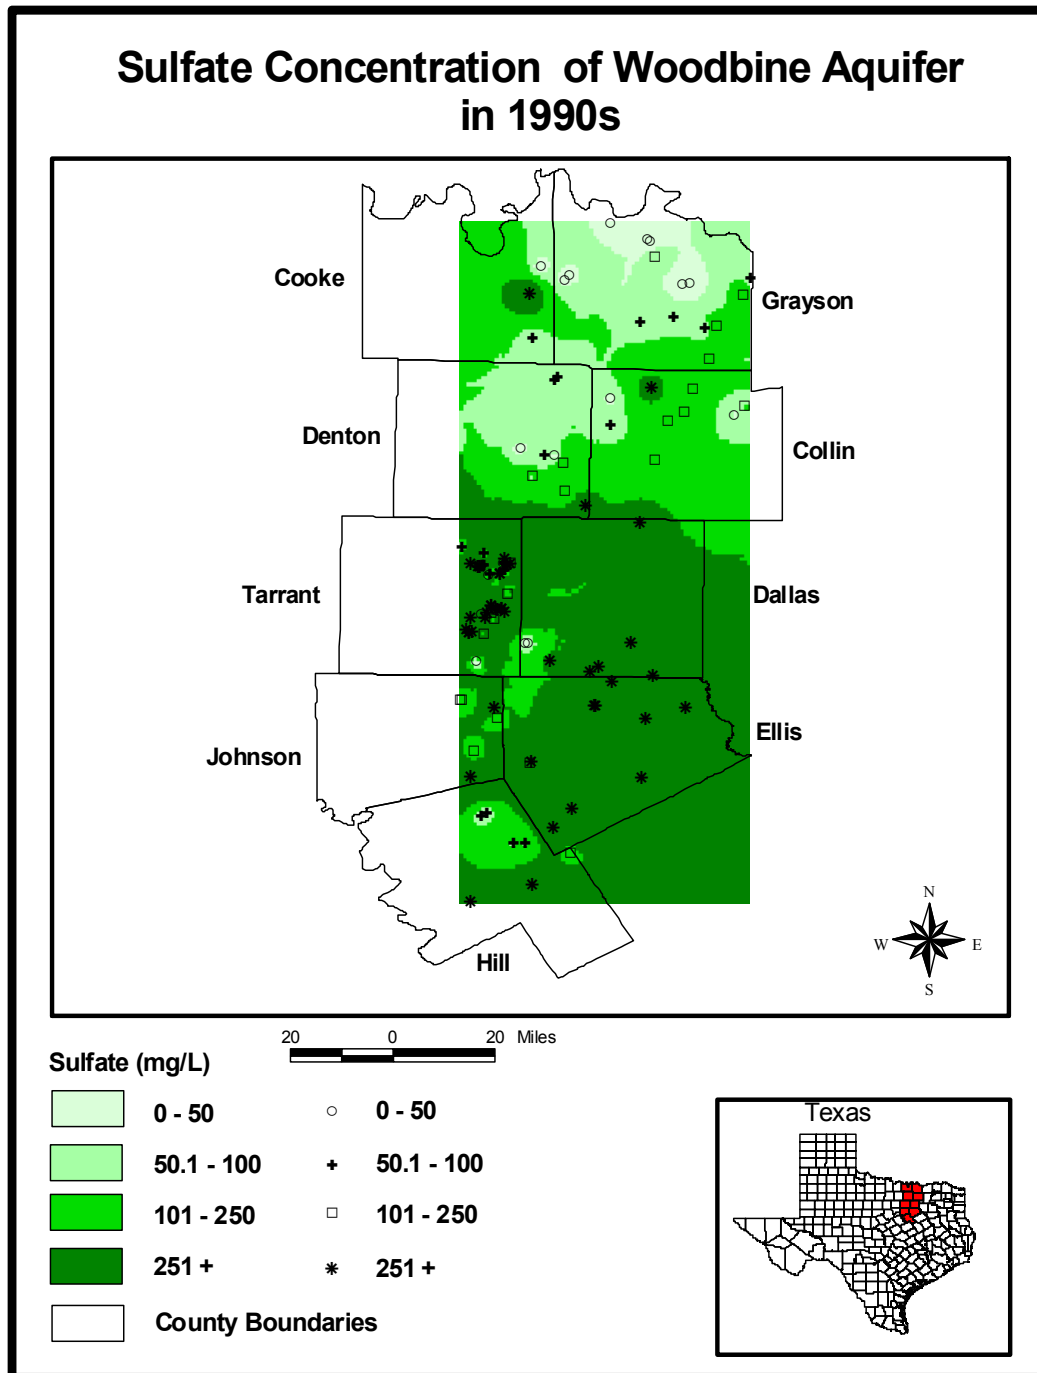 Sulfate Concentration of Woodbine Aquifer
in 1990s
Cooke
Grayson
Denton
Collin
Tarrant
Dallas
Johnson
Ellis
Hill
N
W E
S
20 0 20 Miles
Sulfate (mg/L)
0 - 50 0 - 50
50.1 - 100 50.1 - 100
101 - 250 101 - 250
251 + 251 +
County Boundaries
Texas